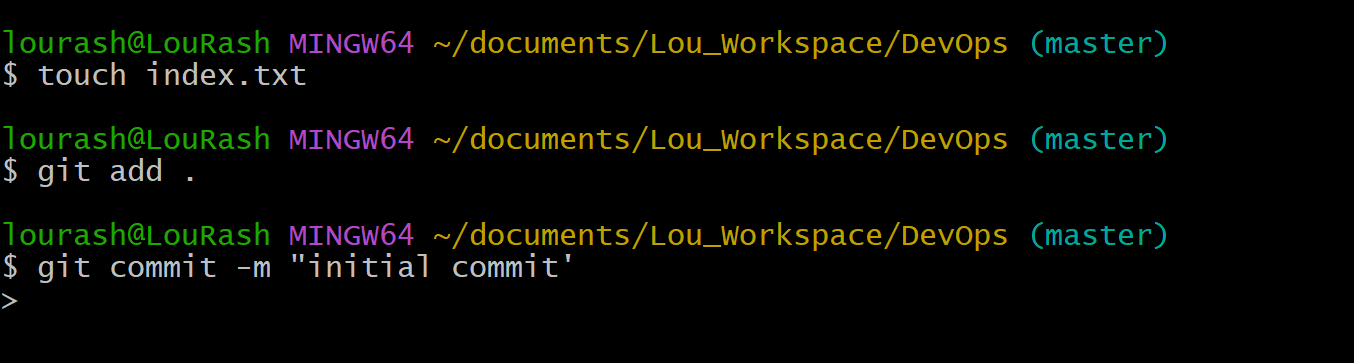 lourash@LouRash MINGW64 ~/documents/Lou_Workspace/DevOps (master)
$ touch index.txt
lourash@LouRash MINGW64 ~/documents/Lou_Workspace/DevOps (master)
$ git add .
lourash@LouRash MINGW64 ~/documents/Lou_Workspace/DevOps (master)
$ git commit -m "initial commit'
>